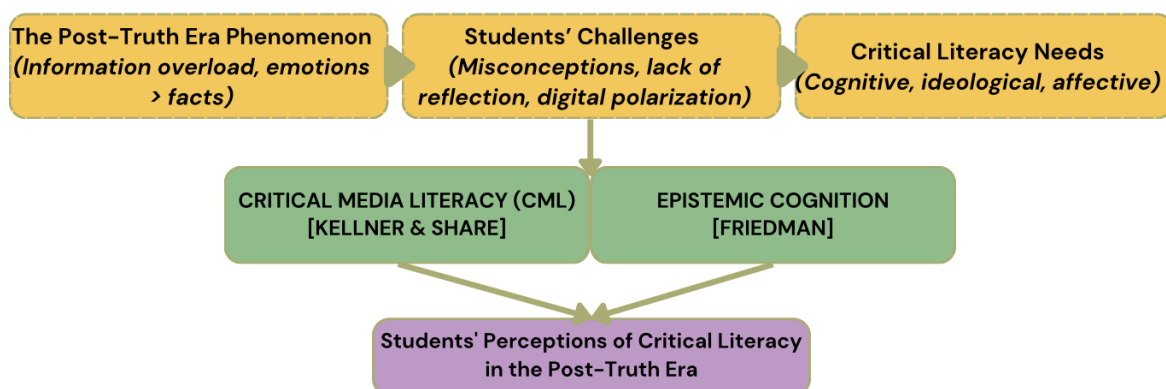 The Post-Truth Era Phenomenon
(Information overload, emotions
> facts)
Students’ Challenges
(Misconceptions, lack of
reflection, digital polarization)
Critical Literacy Needs
(Cognitive, ideological, affective)
CRITICAL MEDIA LITERACY (CML)
[KELLNER & SHARE]
EPISTEMIC COGNITION
[FRIEDMAN]
Students' Perceptions of Critical Literacy
in the Post-Truth Era